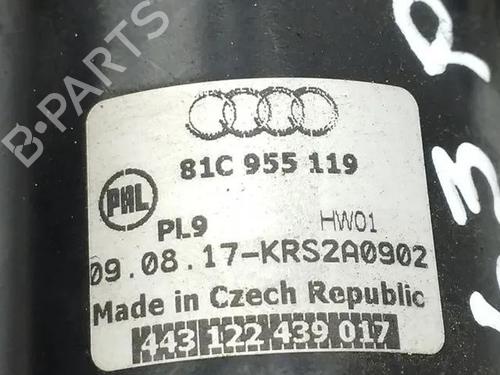 B-PARTS
81C 955 119
PAL
PL9 HW01
09.08.17-KRS2A0902
Made in Czech Republic
443 122 439 017